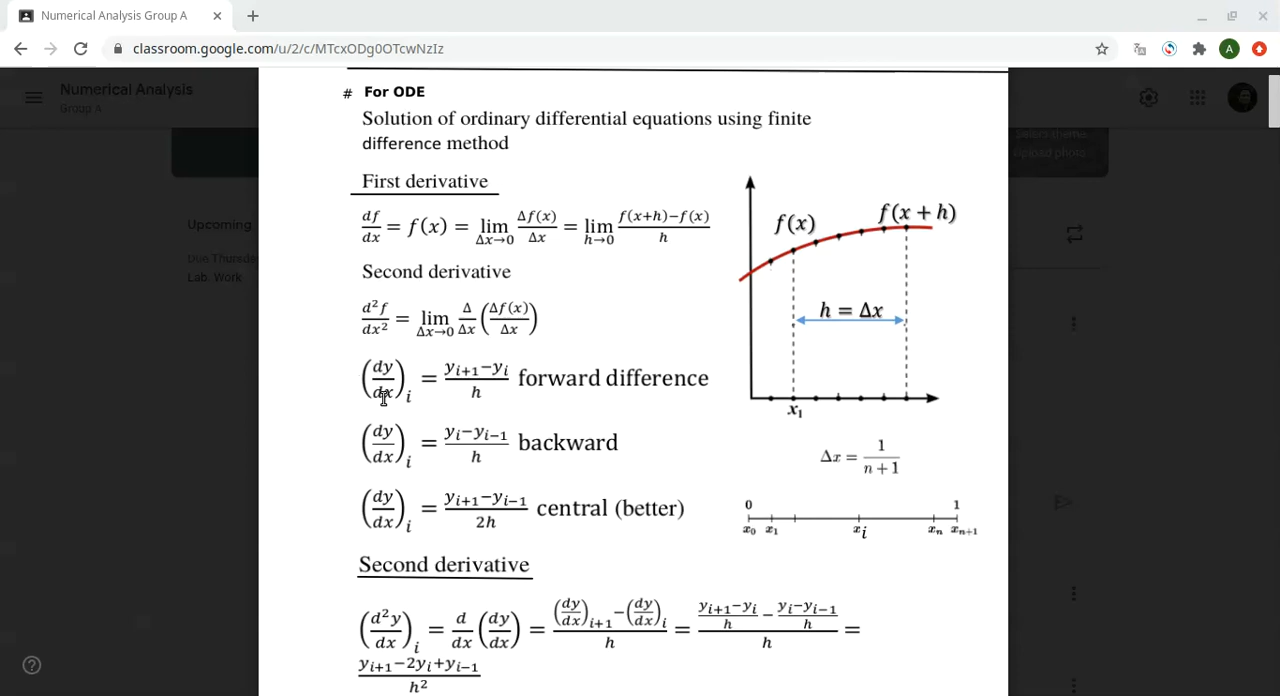 Numerical Analysis Group A
classroom.google.com/u/2/c/MTcxODg0OTcwNzIz
A
Numerical Analysis
Group A
Upload photo
Upcoming
Lab. Work
# For ODE
Solution of ordinary differential equations using finite
difference method
First derivative
df/dx = f(x) = lim Δx→0 Δf(x)/Δx = lim h→0 f(x+h)−f(x)/h
Second derivative
d²f/dx² = lim Δx→0 Δ/Δx (Δf(x)/Δx)
(dy/dx)i = yi+1−yi/h forward difference
(dy/dx)i = yi−yi−1/h backward
(dy/dx)i = yi+1−yi−1/2h central (better)
Second derivative
(d²y/dx)i = d/dx (dy/dx) = (dy/dx)i+1−(dy/dx)i/h = yi+1−yi/h − yi−yi−1/h/h =
yi+1−2yi+yi−1/h²
f(x)
f(x + h)
h = Δx
x1
Δx = 1/n+1
0 1
x0 x1 xi xn xn+1